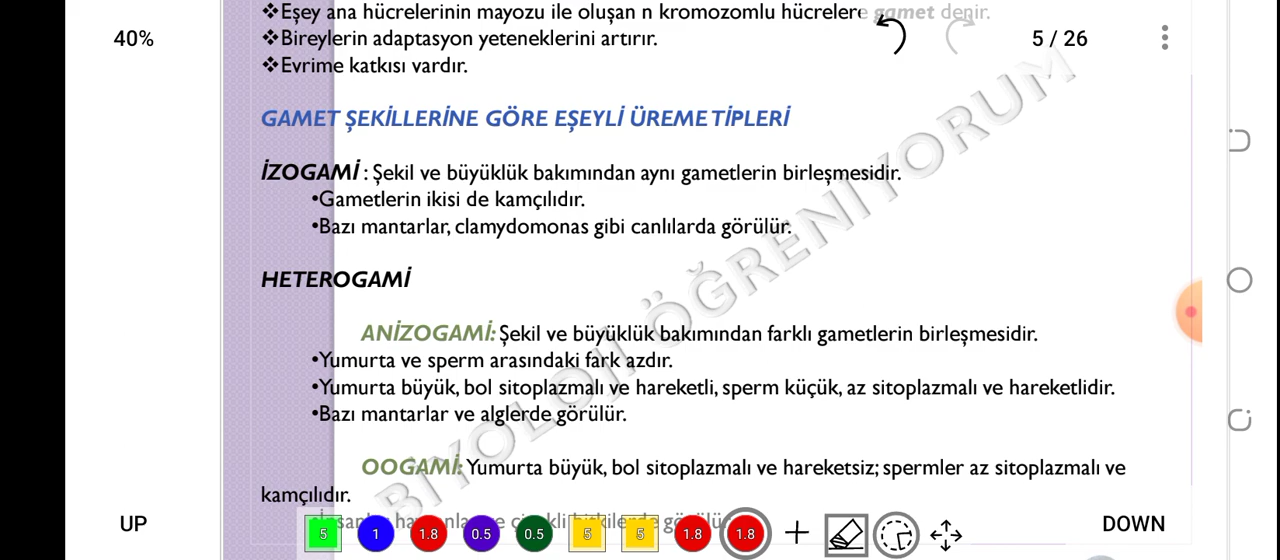 ❖Eşey ana hücrelerinin mayozu ile oluşan n kromozomlu hücrelere gamet denir.
40%
❖Bireylerin adaptasyon yeteneklerini artırır.
5 / 26
❖Evrime katkısı vardır.
GAMET ŞEKİLLERİNE GÖRE EŞEYLİ ÜREME TİPLERİ
İZOGAMİ : Şekil ve büyüklük bakımından aynı gametlerin birleşmesidir.
•Gametlerin ikisi de kamçılıdır.
•Bazı mantarlar, clamydomonas gibi canlılarda görülür.
HETEROGAMİ
ANİZOGAMİ: Şekil ve büyüklük bakımından farklı gametlerin birleşmesidir.
•Yumurta ve sperm arasındaki fark azdır.
•Yumurta büyük, bol sitoplazmalı ve hareketli, sperm küçük, az sitoplazmalı ve hareketlidir.
•Bazı mantarlar ve alglerde görülür.
OOGAMİ: Yumurta büyük, bol sitoplazmalı ve hareketsiz; spermler az sitoplazmalı ve
kamçılıdır.
BİYOLOJİ ÖĞRENİYORUM
UP
5 1 1.8 0.5 0.5 5 5 1.8 1.8
DOWN